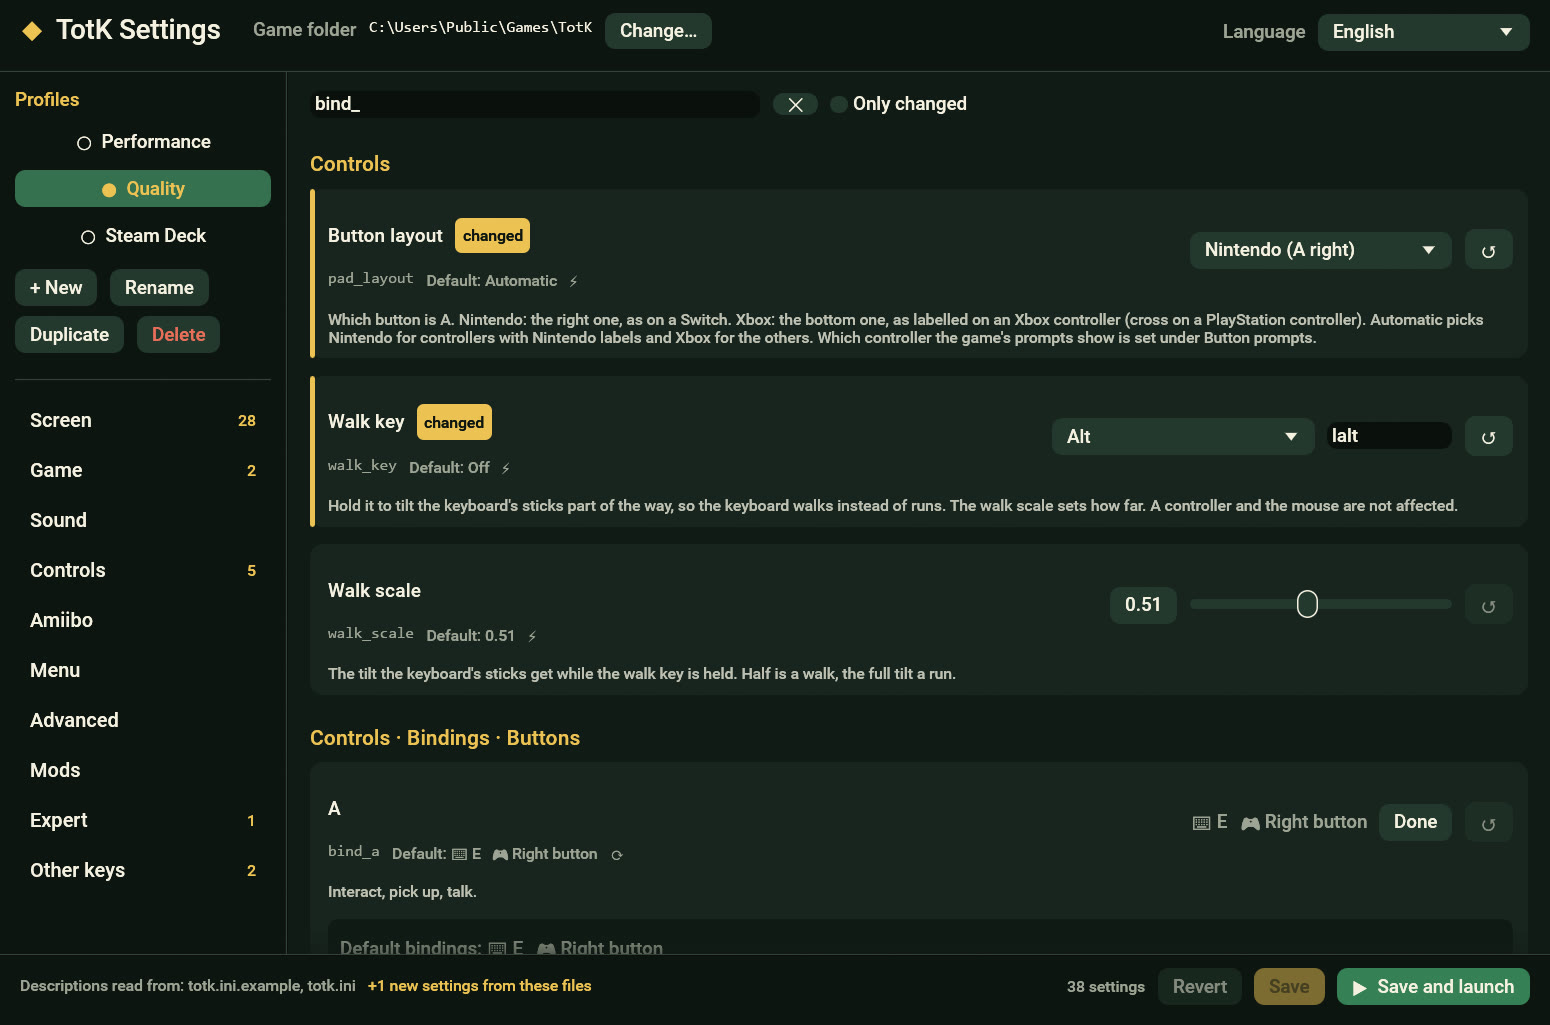 TotK Settings
Game folder C:\Users\Public\Games\TotK Change...
Language English
Profiles
Performance
Quality
Steam Deck
+ New Rename
Duplicate Delete
Screen 28
Game 2
Sound
Controls 5
Amiibo
Menu
Advanced
Mods
Expert 1
Other keys 2
bind_ Only changed
Controls
Button layout changed
Nintendo (A right)
pad_layout Default: Automatic
Which button is A. Nintendo: the right one, as on a Switch. Xbox: the bottom one, as labelled on an Xbox controller (cross on a PlayStation controller). Automatic picks
Nintendo for controllers with Nintendo labels and Xbox for the others. Which controller the game's prompts show is set under Button prompts.
Walk key changed
Alt lalt
walk_key Default: Off
Hold it to tilt the keyboard's sticks part of the way, so the keyboard walks instead of runs. The walk scale sets how far. A controller and the mouse are not affected.
Walk scale
0.51
walk_scale Default: 0.51
The tilt the keyboard's sticks get while the walk key is held. Half is a walk, the full tilt a run.
Controls · Bindings · Buttons
A
E Right button Done
bind_a Default: E Right button
Interact, pick up, talk.
Default bindings: E Right button
Descriptions read from: totk.ini.example, totk.ini +1 new settings from these files
38 settings Revert Save Save and launch